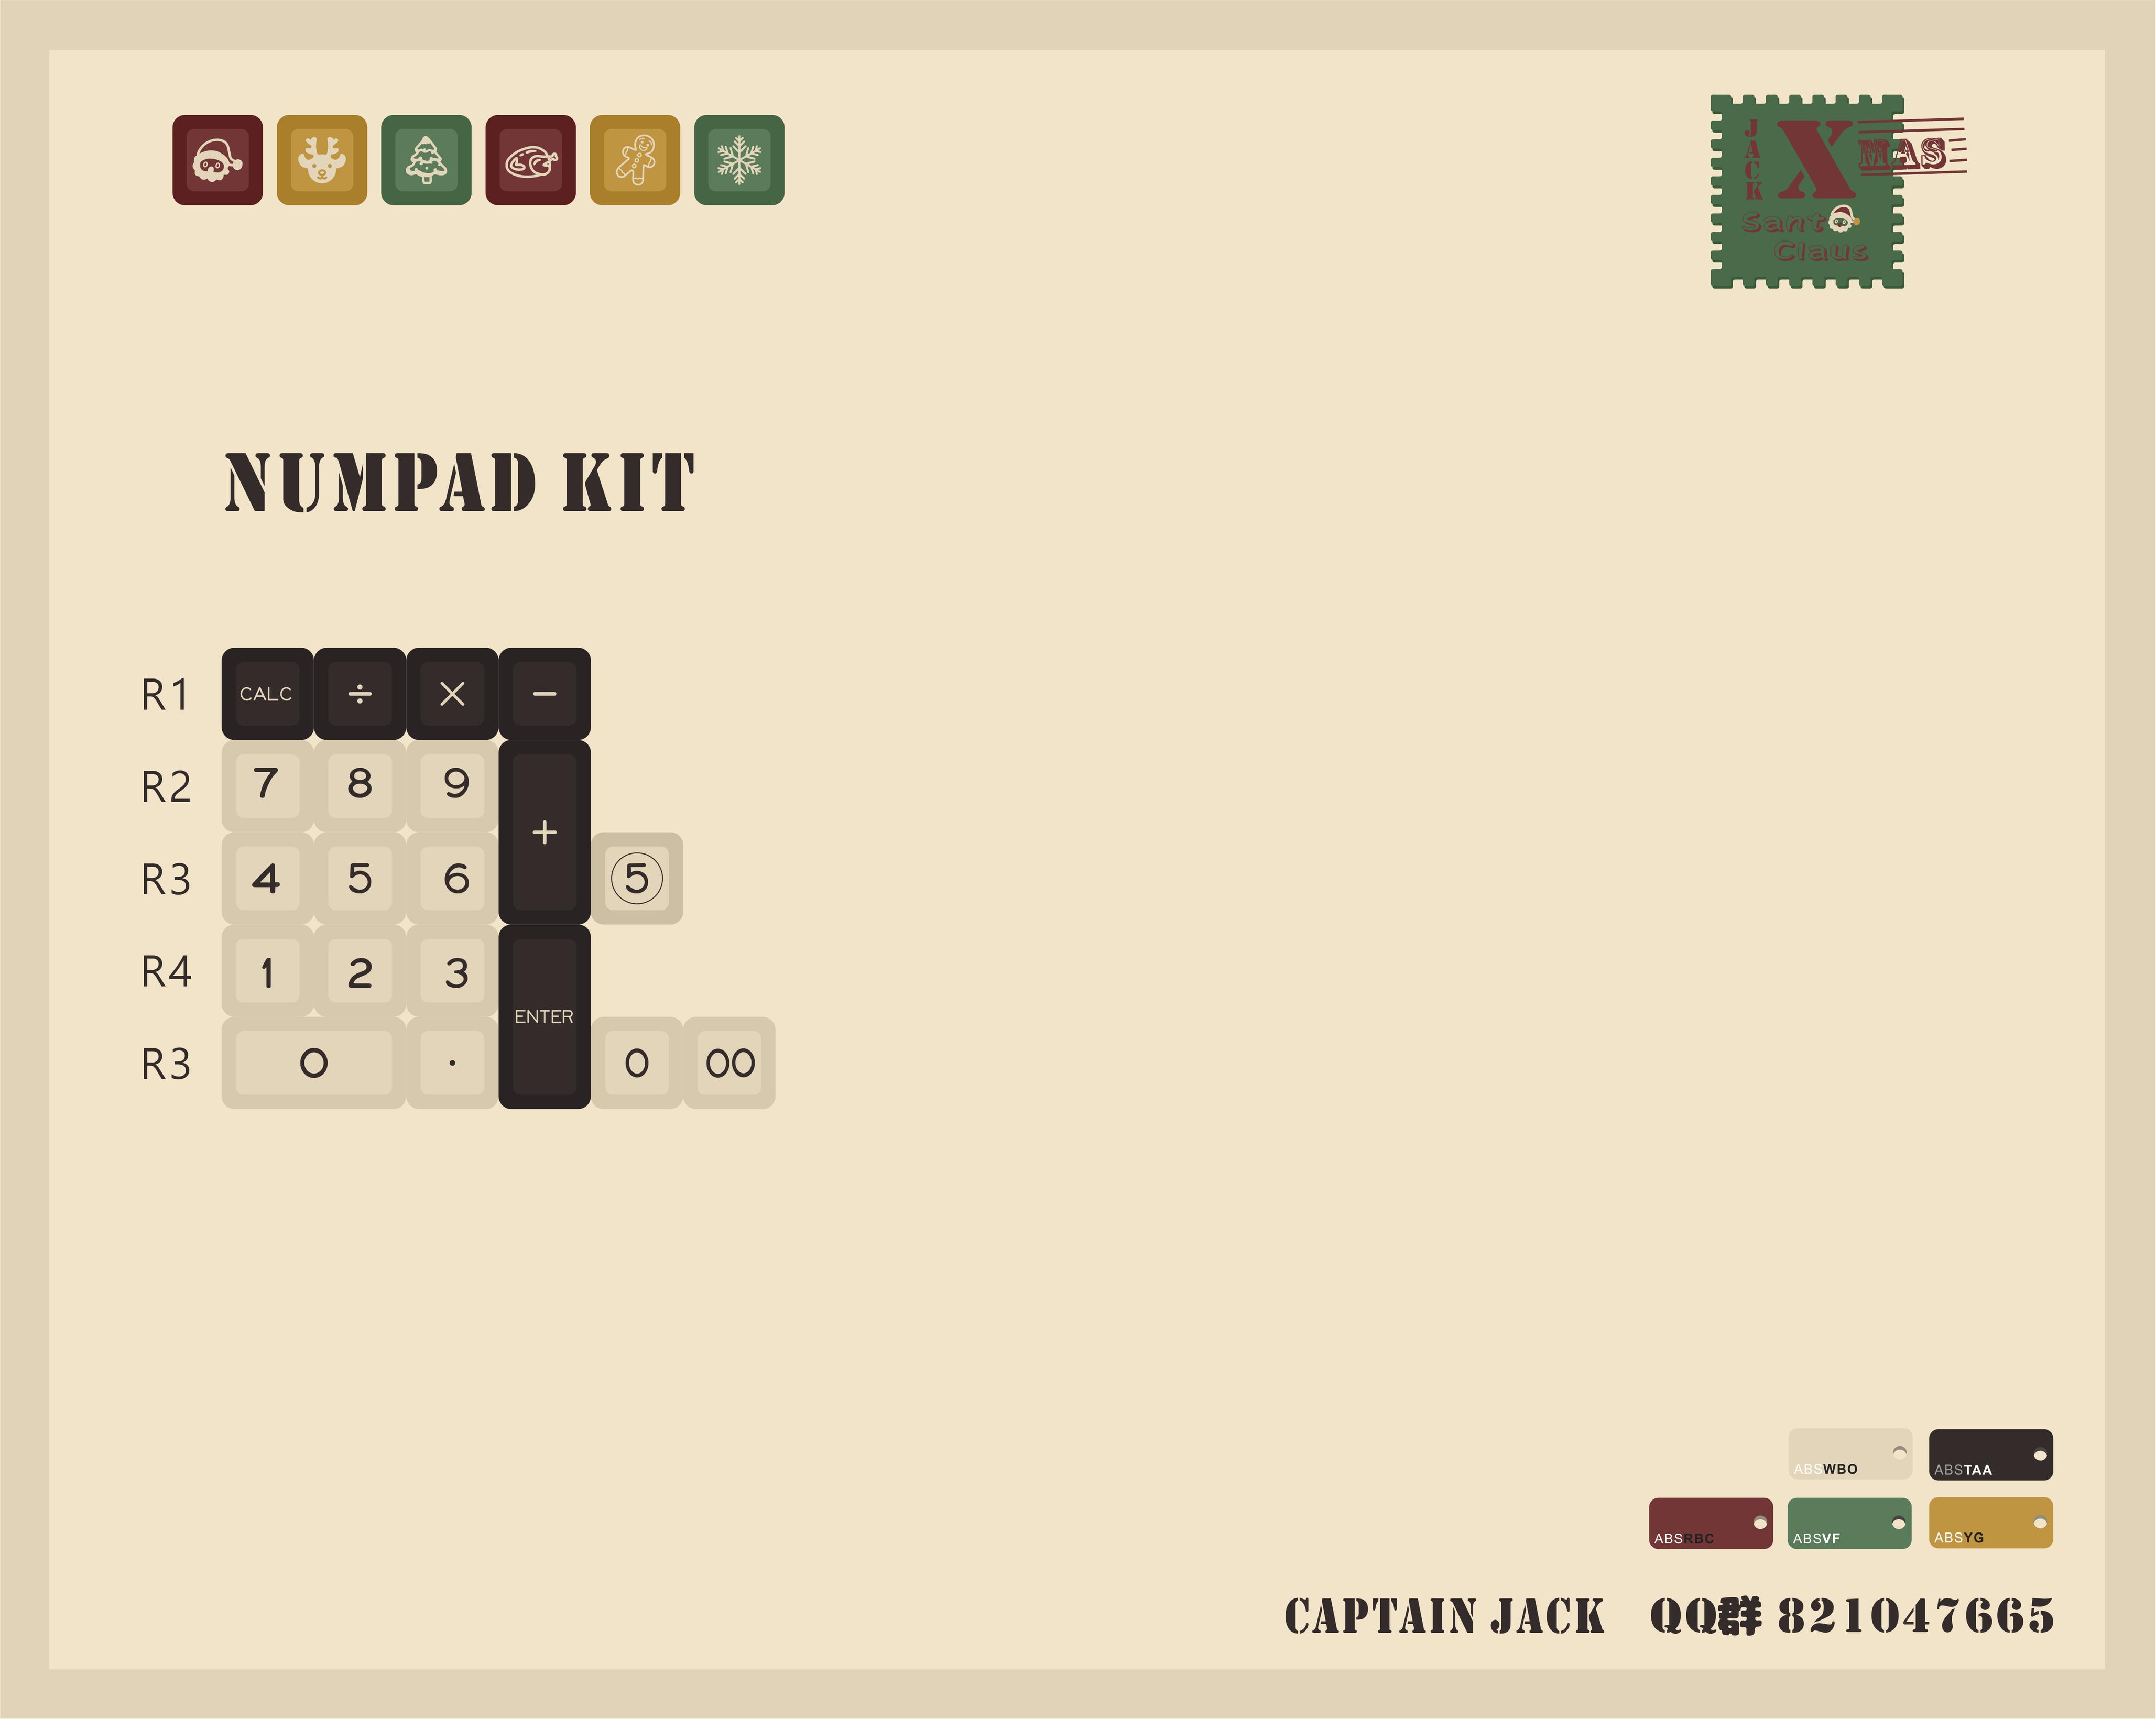 JACK
XMAS
Santa
Claus
NUMPAD KIT
R1 CALC ÷ × −
R2 7 8 9 +
R3 4 5 6 5
R4 1 2 3 ENTER
R3 0 · 0 00
ABSWBO ABSTAA
ABSRBC ABSVF ABSYG
CAPTAIN JACK QQ群 821047665